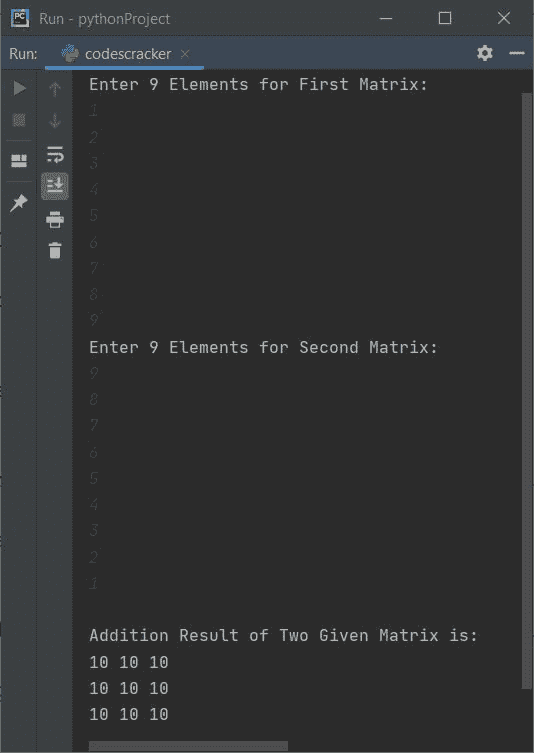 PC Run - pythonProject
Run: codescracker
Enter 9 Elements for First Matrix:
1
2
3
4
5
6
7
8
9
Enter 9 Elements for Second Matrix:
9
8
7
6
5
4
3
2
1
Addition Result of Two Given Matrix is:
10 10 10
10 10 10
10 10 10